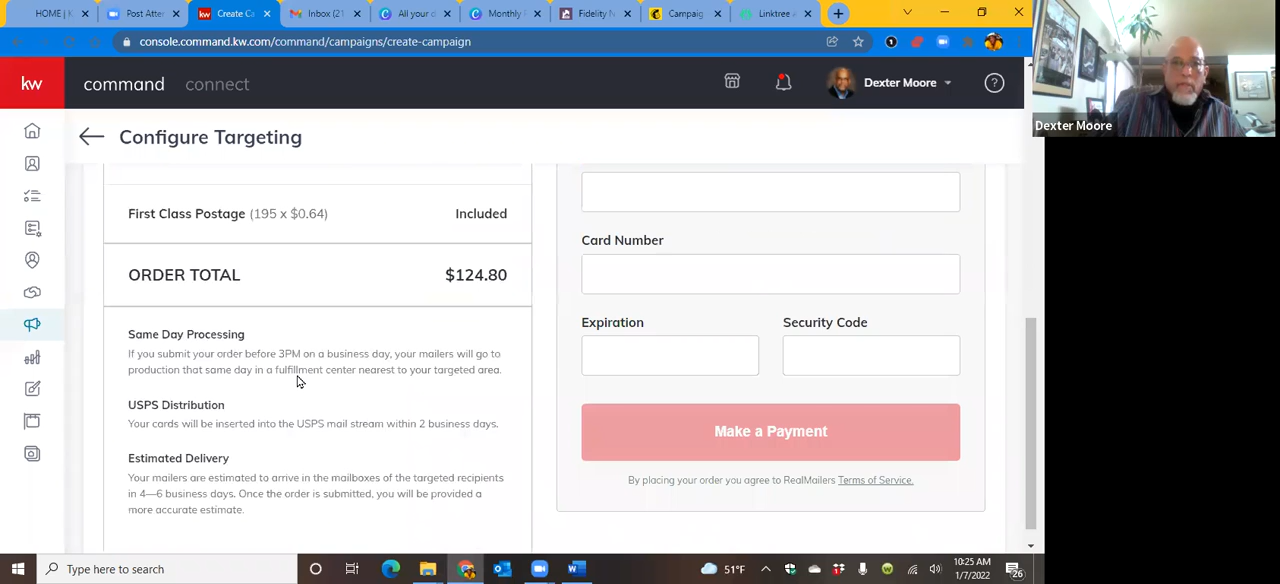 HOME | K
Post Atter
Create Ca
Inbox (21
All your d
Monthly
Fidelity N
Campaig
Linktree
console.command.kw.com/command/campaigns/create-campaign
kw
command
connect
Dexter Moore
Dexter Moore
Configure Targeting
First Class Postage (195 x $0.64)
Included
ORDER TOTAL
$124.80
Same Day Processing
If you submit your order before 3PM on a business day, your mailers will go to
production that same day in a fulfillment center nearest to your targeted area.
USPS Distribution
Your cards will be inserted into the USPS mail stream within 2 business days.
Estimated Delivery
Your mailers are estimated to arrive in the mailboxes of the targeted recipients
in 4—6 business days. Once the order is submitted, you will be provided a
more accurate estimate.
Card Number
Expiration
Security Code
Make a Payment
By placing your order you agree to RealMailers Terms of Service.
Type here to search
51°F
10:25 AM
1/7/2022
26